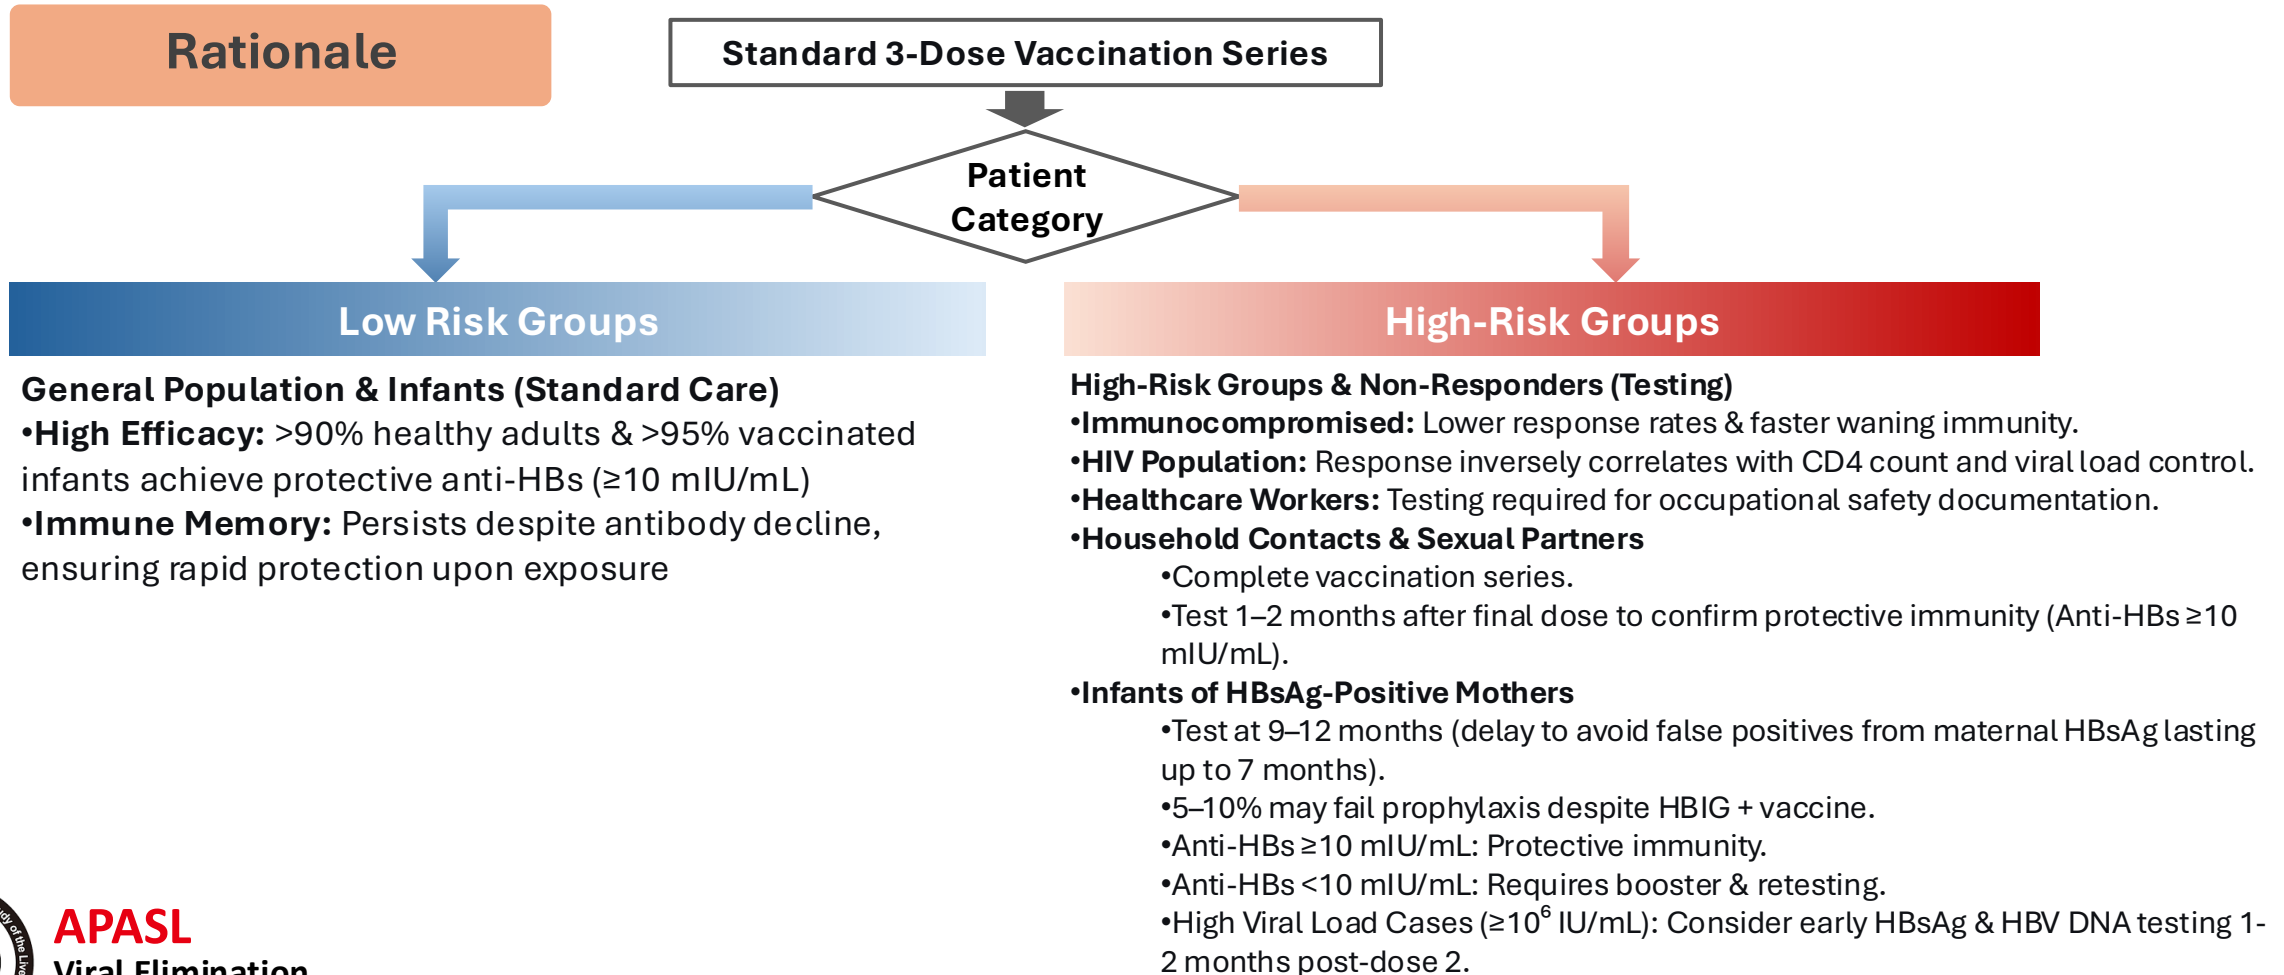 Rationale
Standard 3-Dose Vaccination Series
Patient
Category
Low Risk Groups
General Population & Infants (Standard Care)
•High Efficacy: >90% healthy adults & >95% vaccinated
infants achieve protective anti-HBs (≥10 mIU/mL)
•Immune Memory: Persists despite antibody decline,
ensuring rapid protection upon exposure
High-Risk Groups
High-Risk Groups & Non-Responders (Testing)
•Immunocompromised: Lower response rates & faster waning immunity.
•HIV Population: Response inversely correlates with CD4 count and viral load control.
•Healthcare Workers: Testing required for occupational safety documentation.
•Household Contacts & Sexual Partners
•Complete vaccination series.
•Test 1–2 months after final dose to confirm protective immunity (Anti-HBs ≥10
mIU/mL).
•Infants of HBsAg-Positive Mothers
•Test at 9–12 months (delay to avoid false positives from maternal HBsAg lasting
up to 7 months).
•5–10% may fail prophylaxis despite HBIG + vaccine.
•Anti-HBs ≥10 mIU/mL: Protective immunity.
•Anti-HBs <10 mIU/mL: Requires booster & retesting.
•High Viral Load Cases (≥10⁶ IU/mL): Consider early HBsAg & HBV DNA testing 1-
2 months post-dose 2.
of the
APASL
Viral Elimination